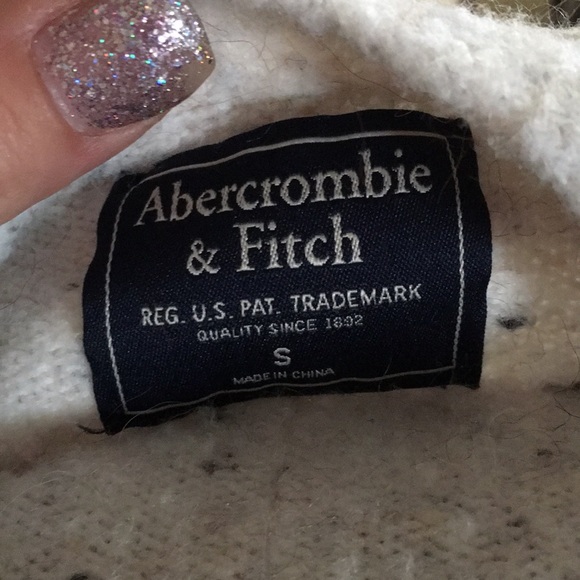 Abercrombie
& Fitch
REG. U.S. PAT. TRADEMARK
QUALITY SINCE 1892
S
MADE IN CHINA